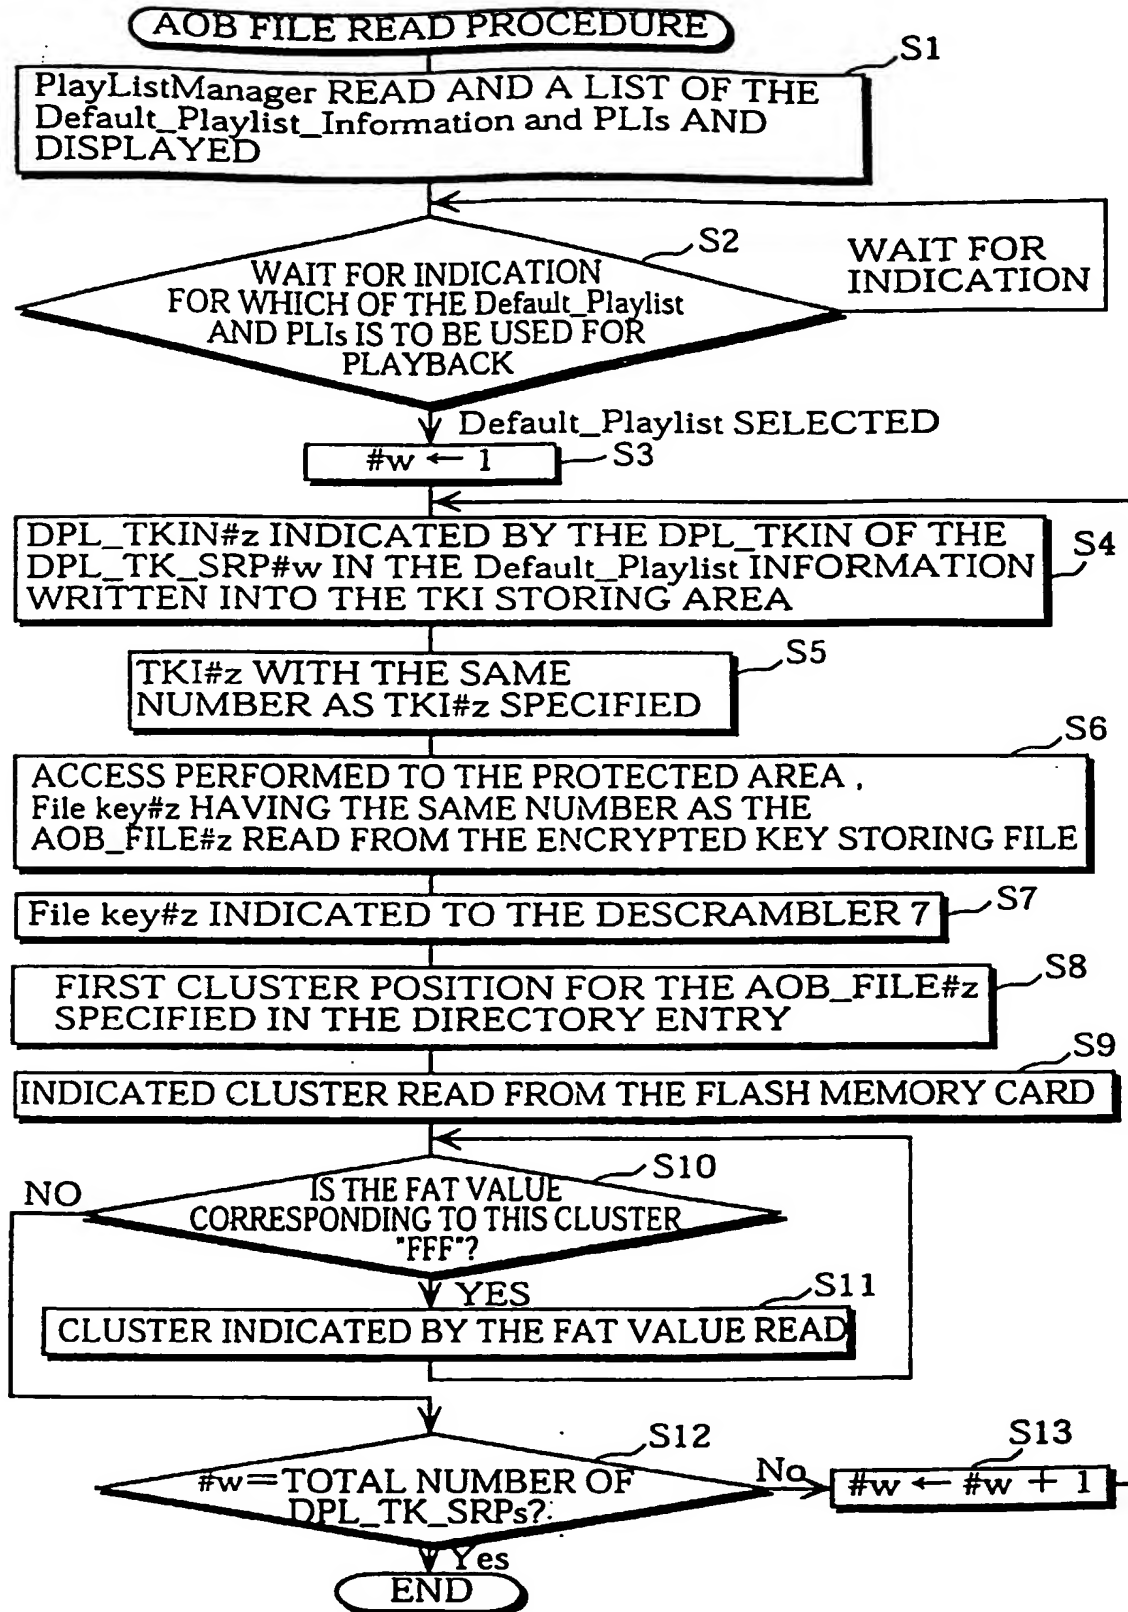 AOB FILE READ PROCEDURE
S1
PlayListManager READ AND A LIST OF THE
Default_Playlist_Information and PLIs AND
DISPLAYED
S2
WAIT FOR
INDICATION
WAIT FOR INDICATION
FOR WHICH OF THE Default_Playlist
AND PLIs IS TO BE USED FOR
PLAYBACK
Default_Playlist SELECTED
#w ← 1
S3
DPL_TKIN#z INDICATED BY THE DPL_TKIN OF THE
DPL_TK_SRP#w IN THE Default_Playlist INFORMATION
WRITTEN INTO THE TKI STORING AREA
S4
S5
TKI#z WITH THE SAME
NUMBER AS TKI#z SPECIFIED
S6
ACCESS PERFORMED TO THE PROTECTED AREA ,
File key#z HAVING THE SAME NUMBER AS THE
AOB_FILE#z READ FROM THE ENCRYPTED KEY STORING FILE
File key#z INDICATED TO THE DESCRAMBLER 7
S7
FIRST CLUSTER POSITION FOR THE AOB_FILE#z
SPECIFIED IN THE DIRECTORY ENTRY
S8
S9
INDICATED CLUSTER READ FROM THE FLASH MEMORY CARD
S10
NO
IS THE FAT VALUE
CORRESPONDING TO THIS CLUSTER
"FFF"?
YES
S11
CLUSTER INDICATED BY THE FAT VALUE READ
S12
#w=TOTAL NUMBER OF
DPL_TK_SRPs?
No
S13
#w ← #w + 1
Yes
END